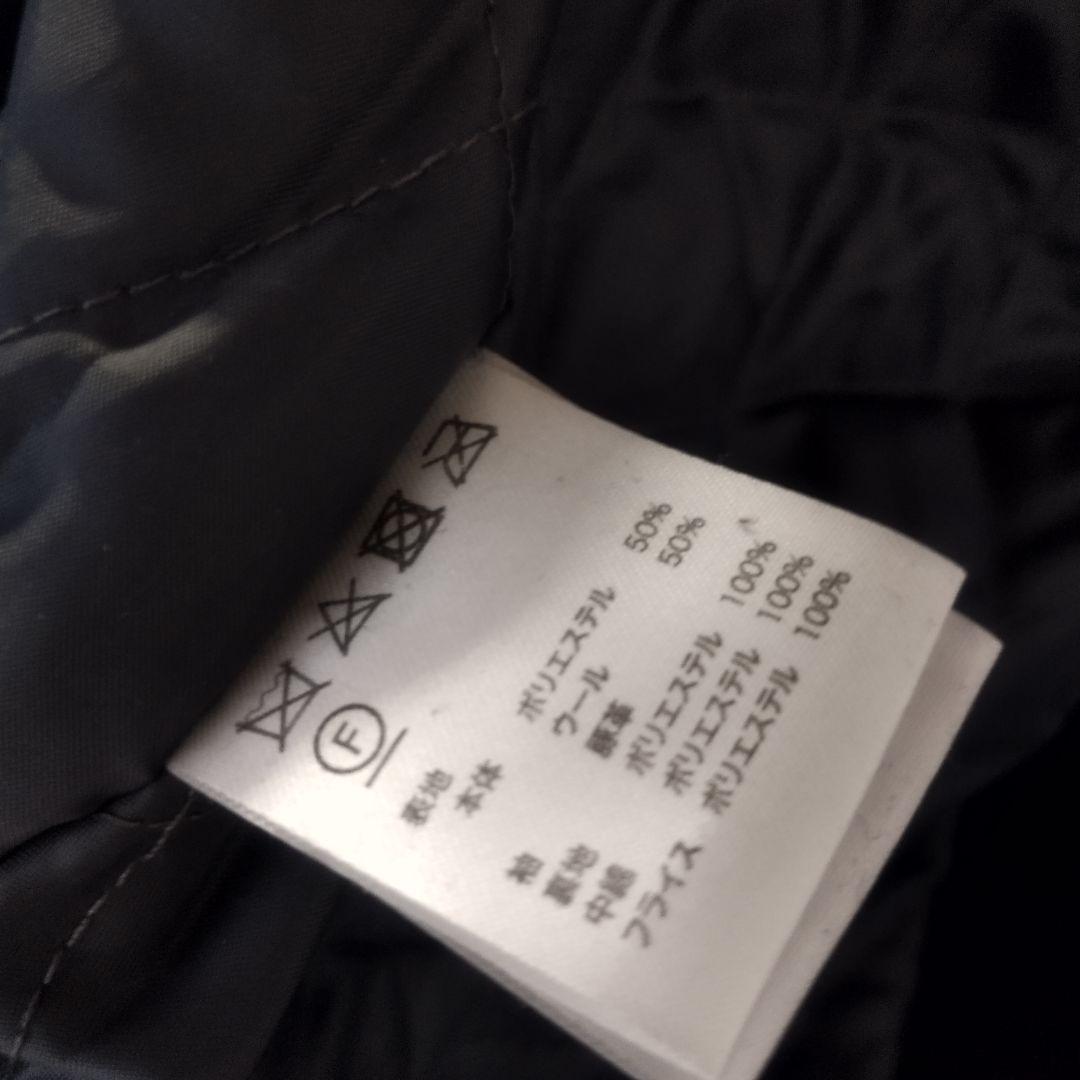 F
表地
本体 ポリエステル 50%
ウール 50%
袖 豚革
裏地 ポリエステル 100%
中綿 ポリエステル 100%
フライス ポリエステル 100%